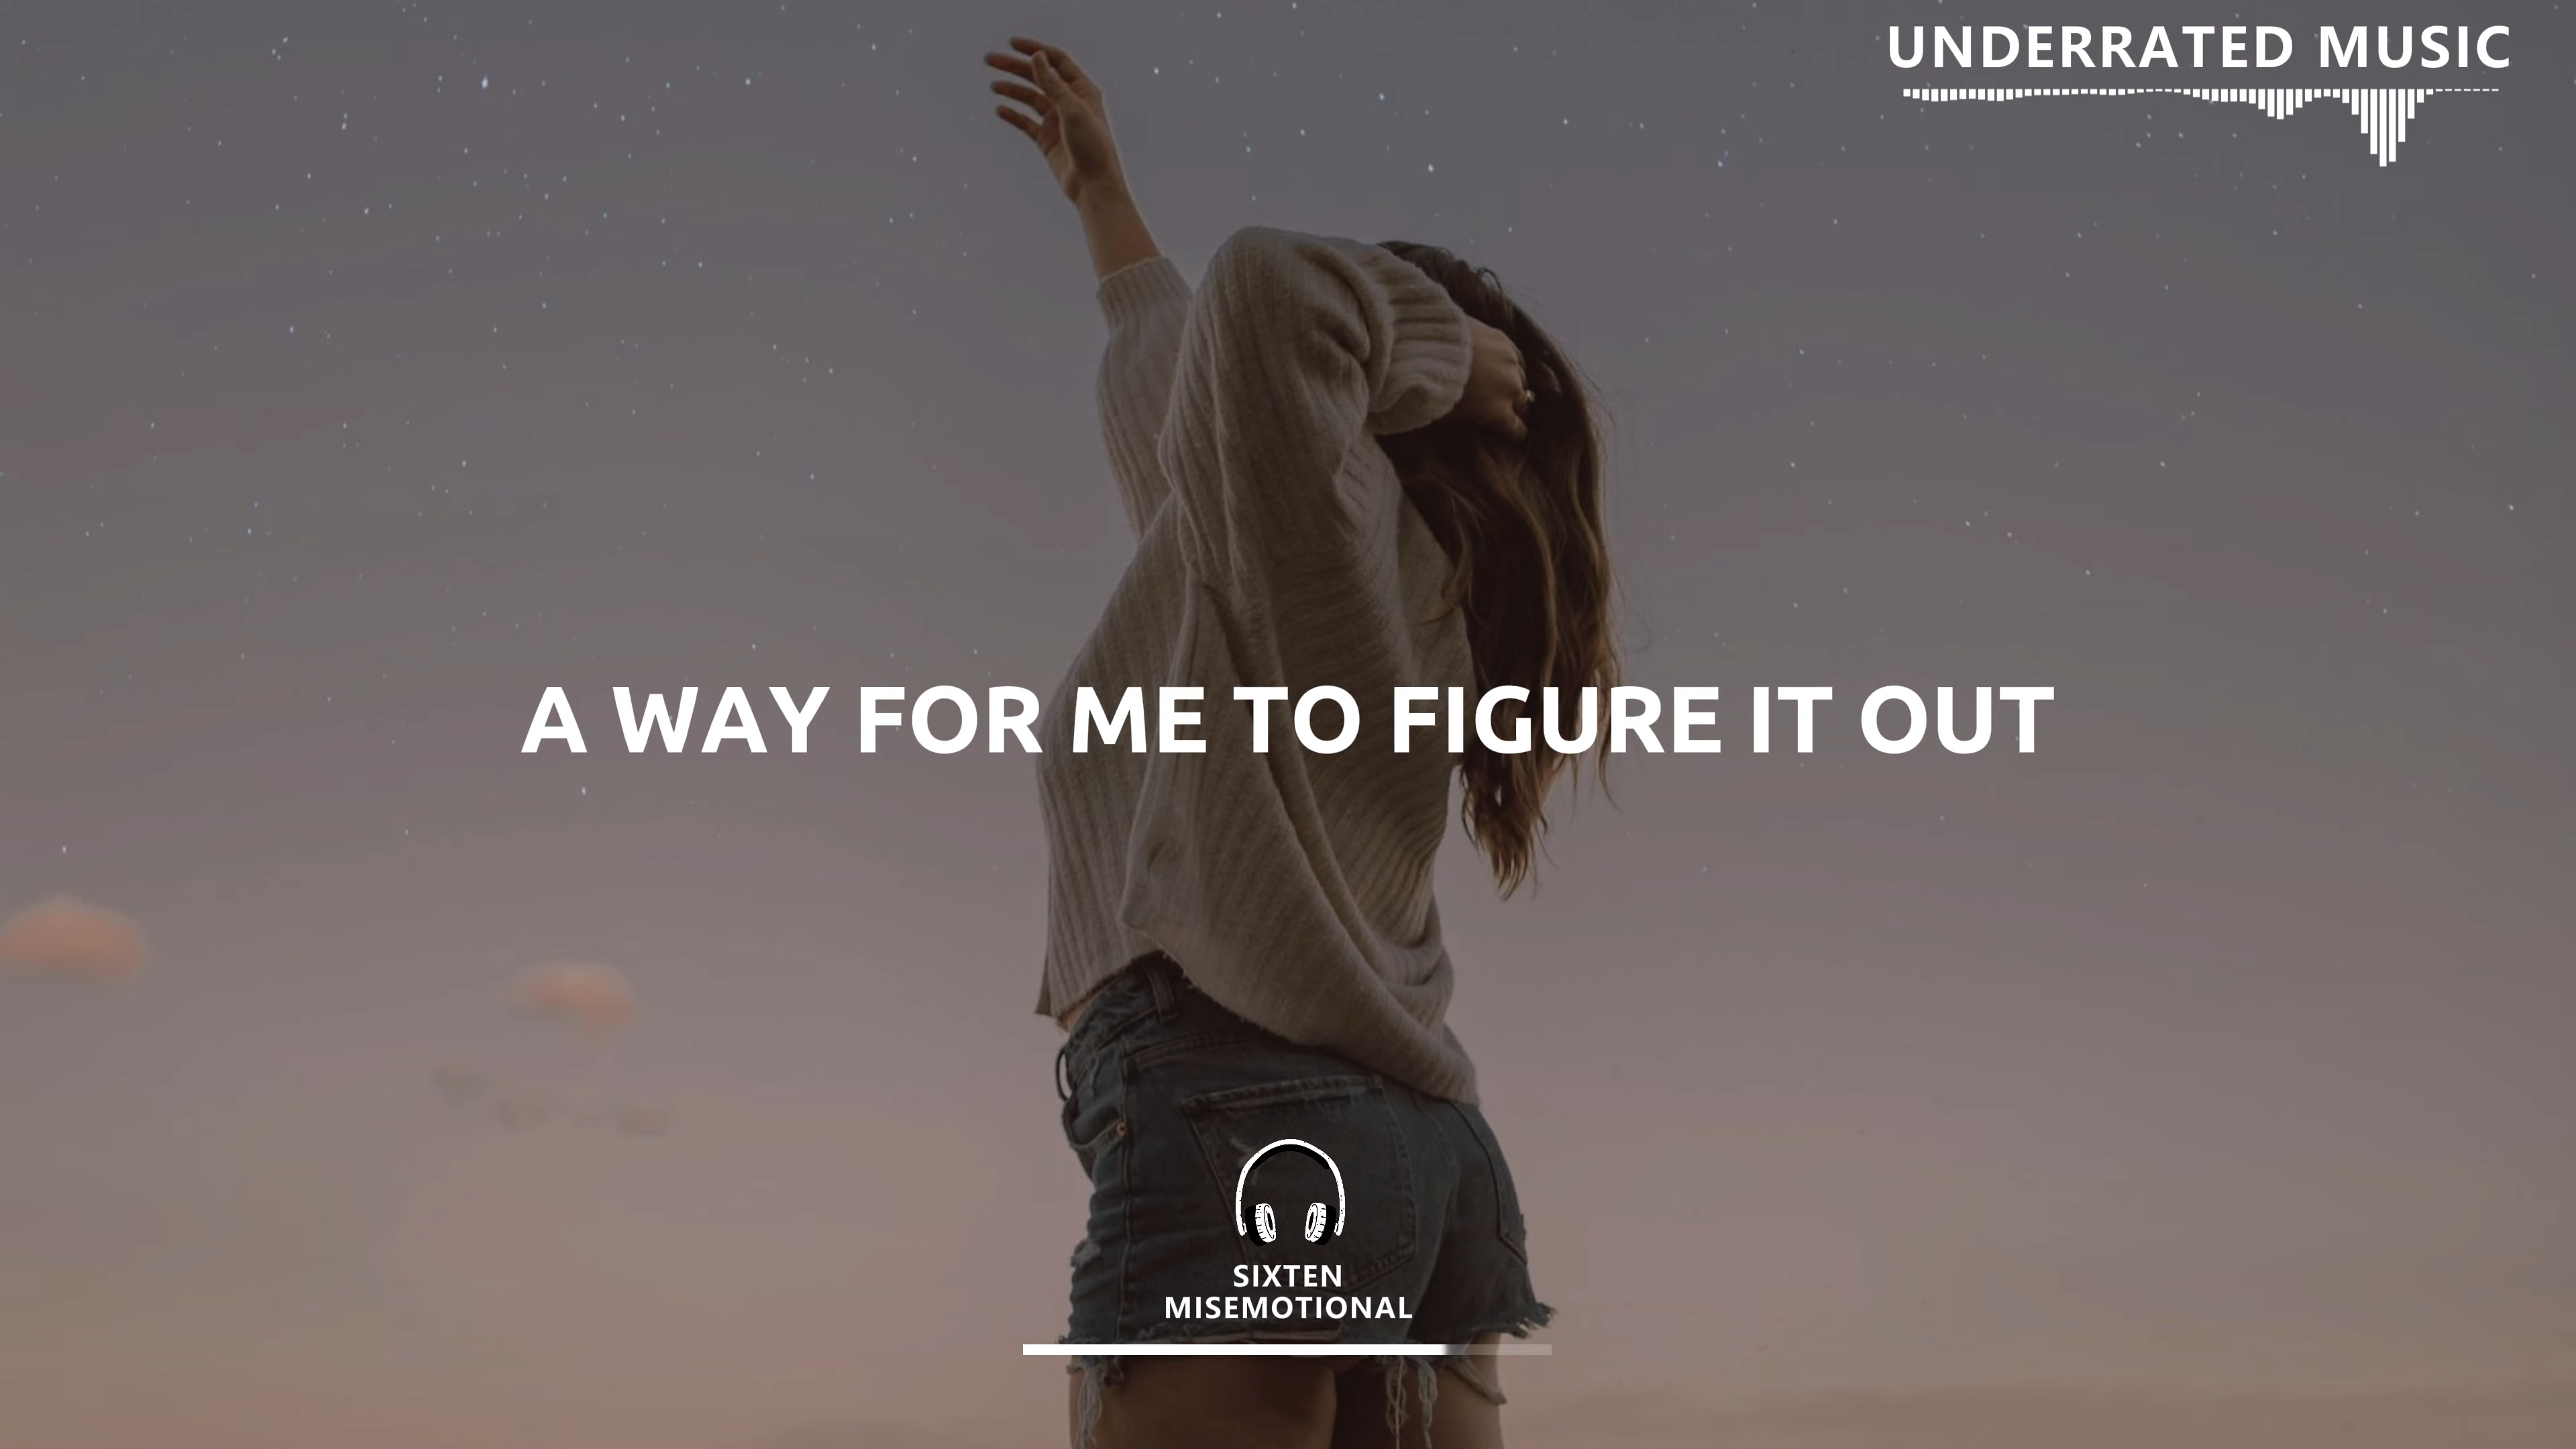 UNDERRATED MUSIC
A WAY FOR ME TO FIGURE IT OUT
SIXTEN
MISEMOTIONAL